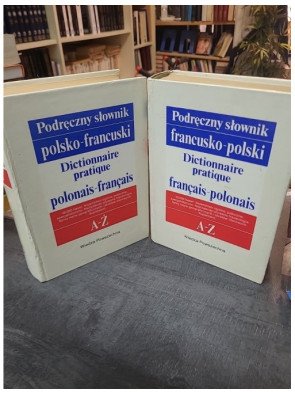 Podręczny słownik
polsko-francuski
Dictionnaire
pratique
polonais-français
A-Ż
Wiedza Powszechna
Podręczny słownik
francusko-polski
Dictionnaire
pratique
français-polonais
A-Z
Wiedza Powszechna